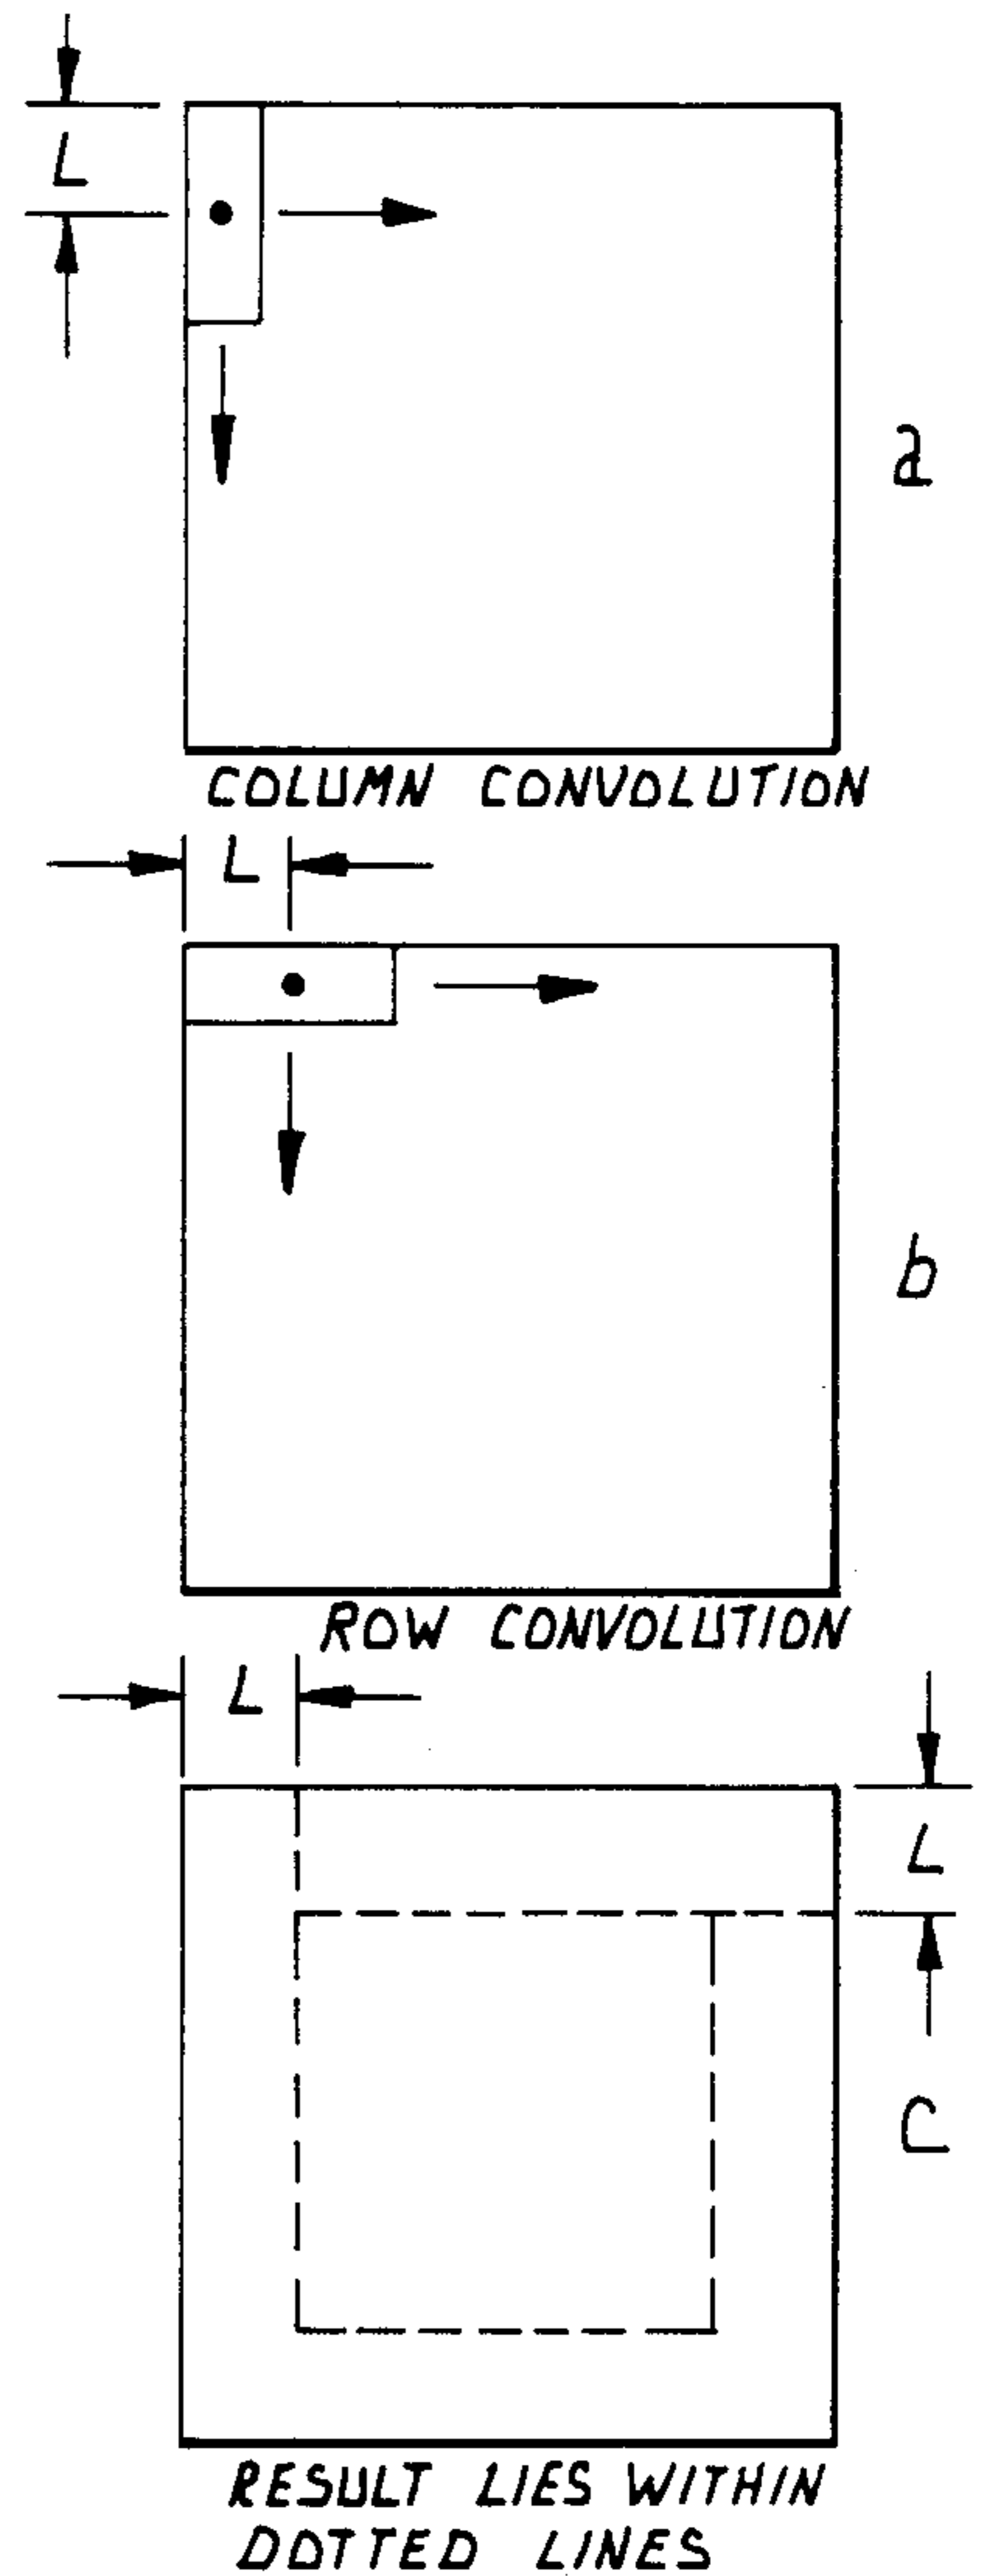 L
a
COLUMN CONVOLUTION
L
b
ROW CONVOLUTION
L
L
C
RESULT LIES WITHIN
DOTTED LINES